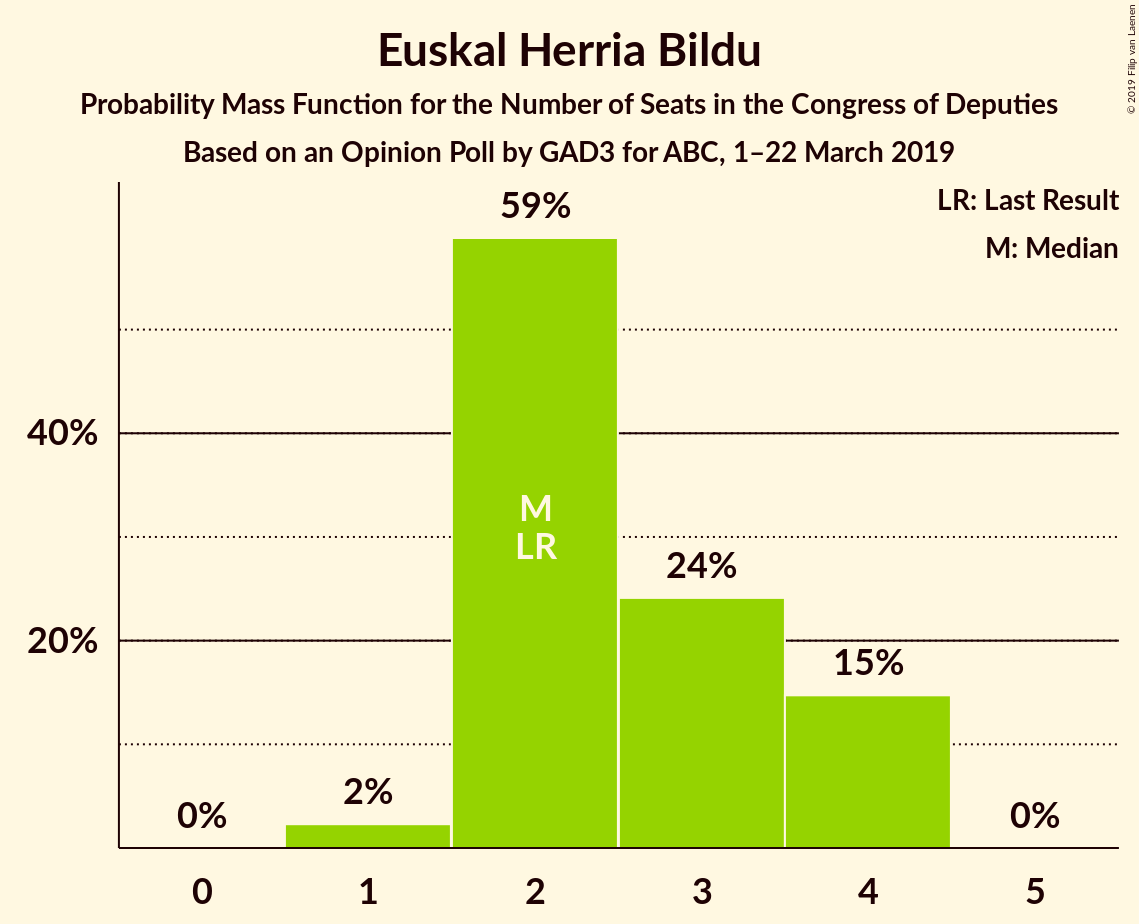 Euskal Herria Bildu
Probability Mass Function for the Number of Seats in the Congress of Deputies
Based on an Opinion Poll by GAD3 for ABC, 1–22 March 2019
© 2019 Filip van Laenen
LR: Last Result
M: Median
59%
40%
M
LR
24%
20%
15%
2%
0%
0%
0 1 2 3 4 5